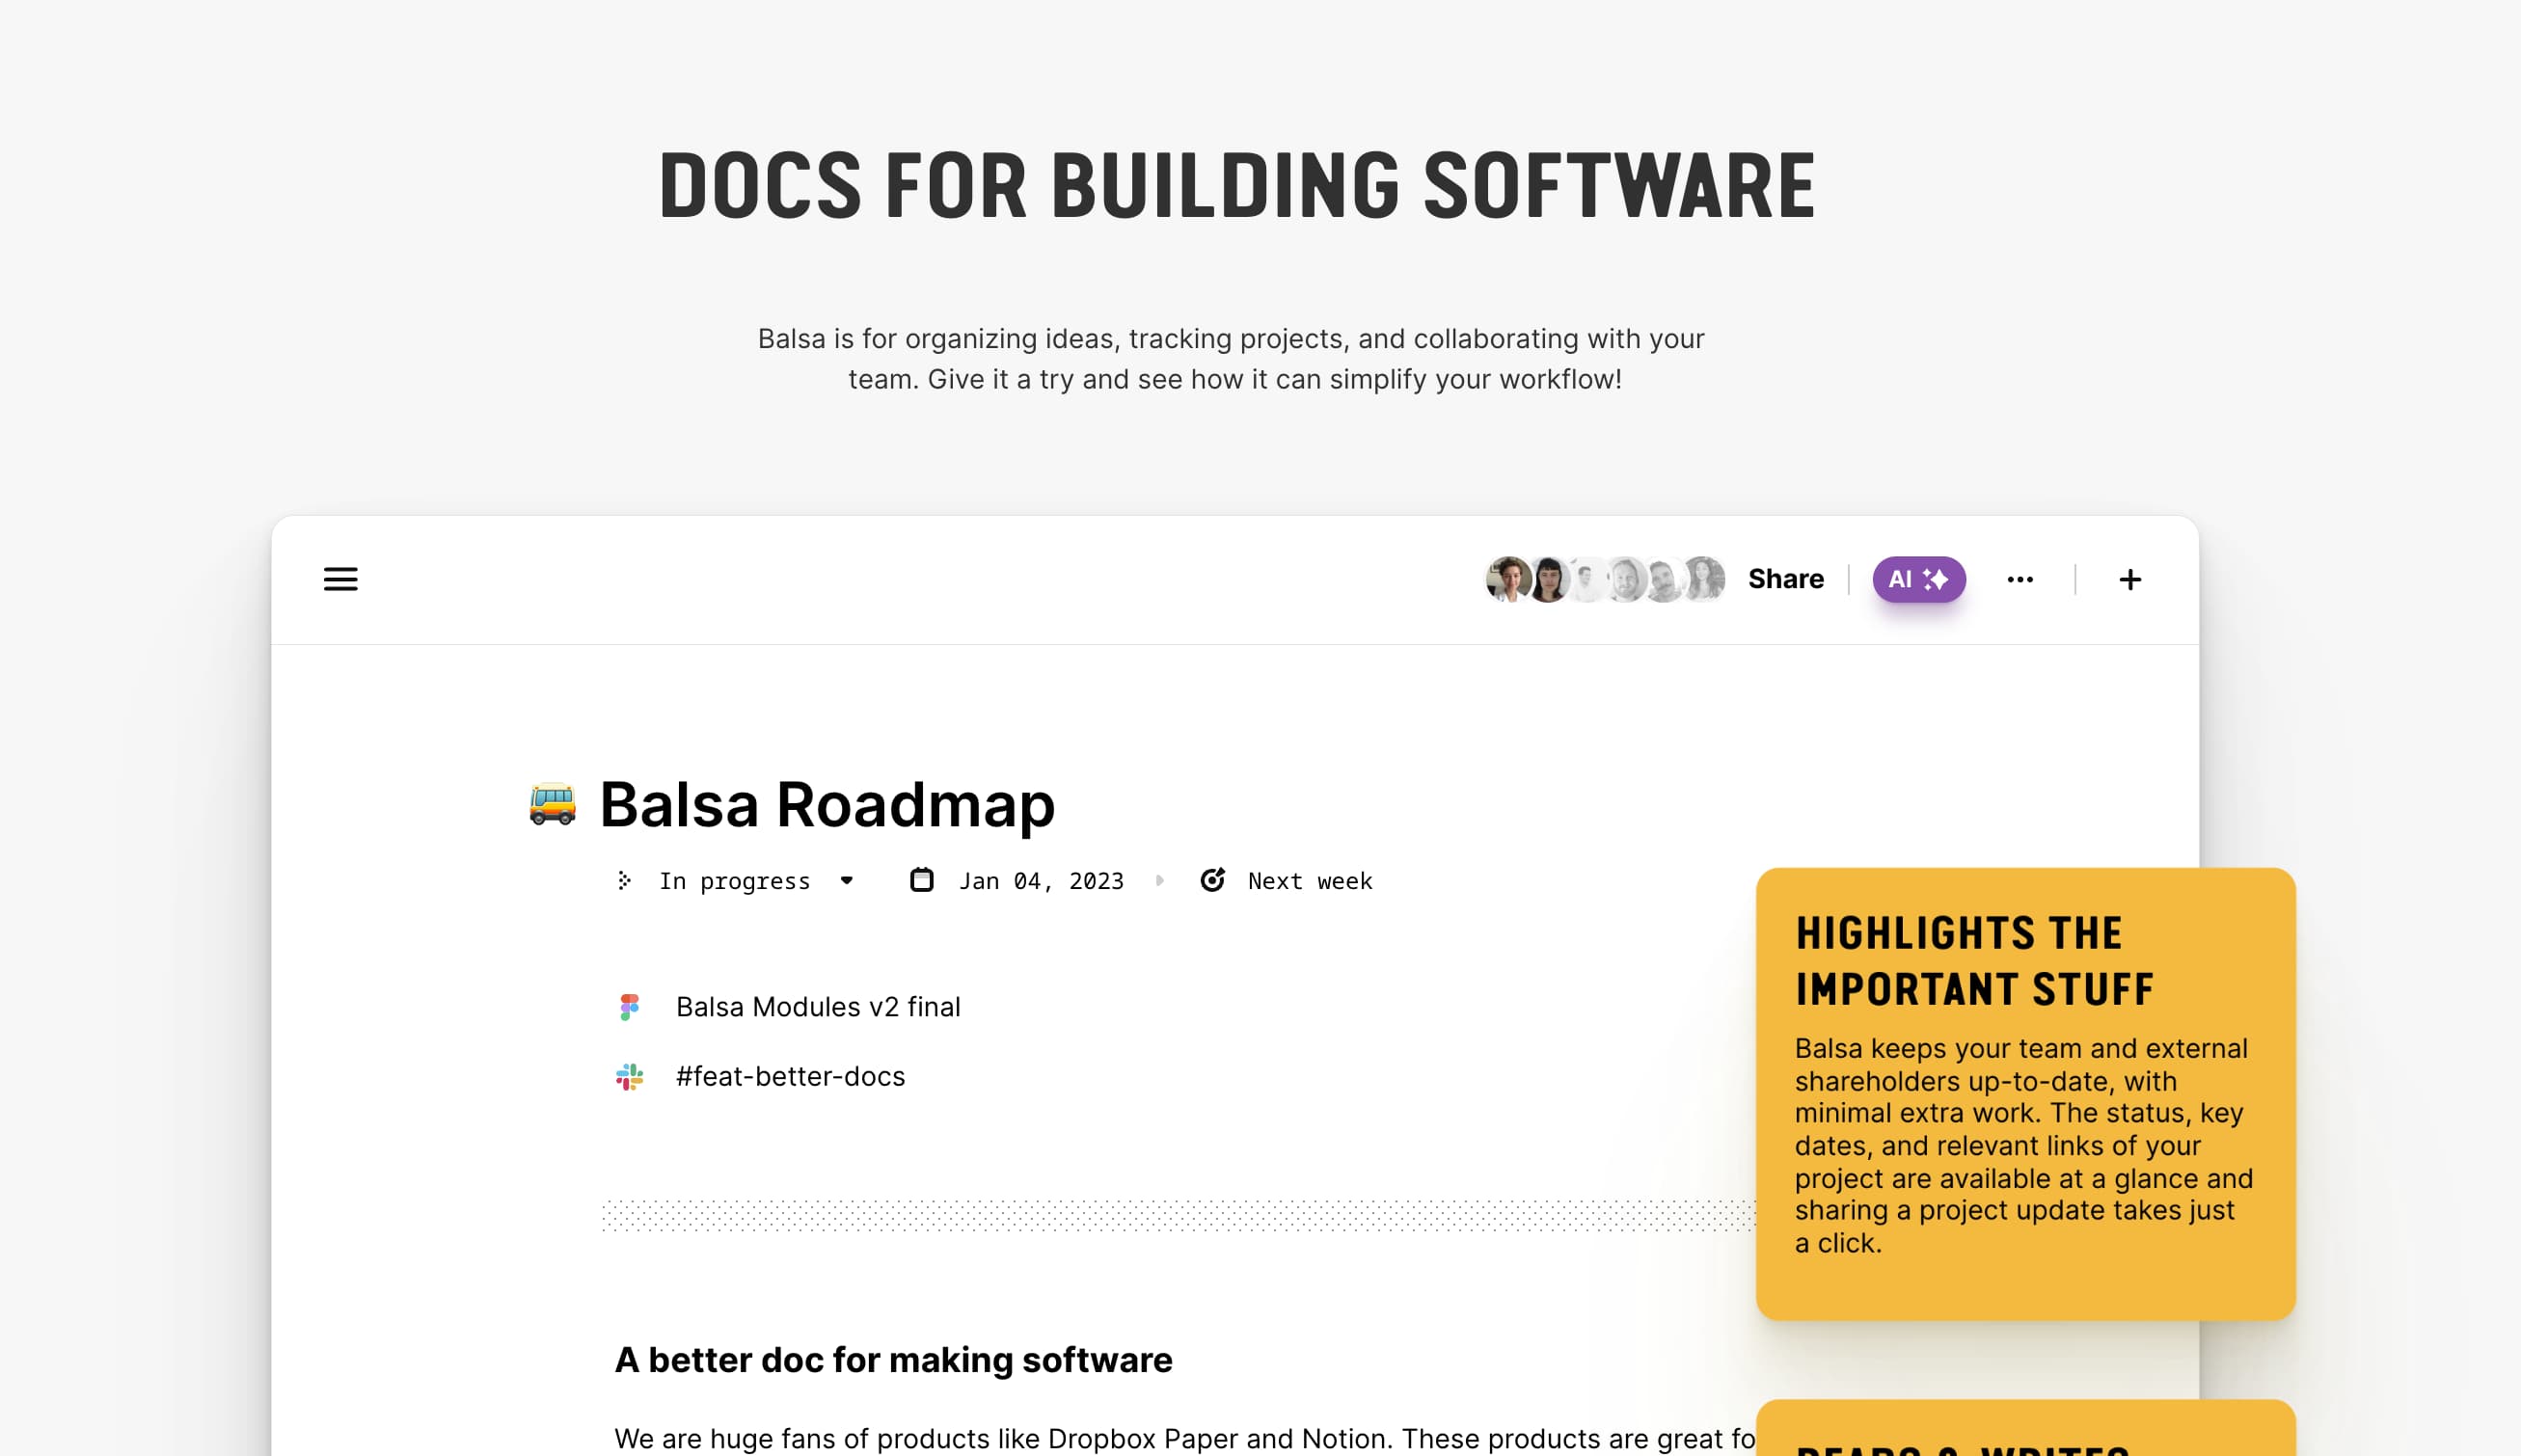 DOCS FOR BUILDING SOFTWARE
Balsa is for organizing ideas, tracking projects, and collaborating with your
team. Give it a try and see how it can simplify your workflow!
Share
AI
Balsa Roadmap
In progress
Jan 04, 2023
Next week
Balsa Modules v2 final
#feat-better-docs
HIGHLIGHTS THE
IMPORTANT STUFF
Balsa keeps your team and external
shareholders up-to-date, with
minimal extra work. The status, key
dates, and relevant links of your
project are available at a glance and
sharing a project update takes just
a click.
A better doc for making software
We are huge fans of products like Dropbox Paper and Notion. These products are great